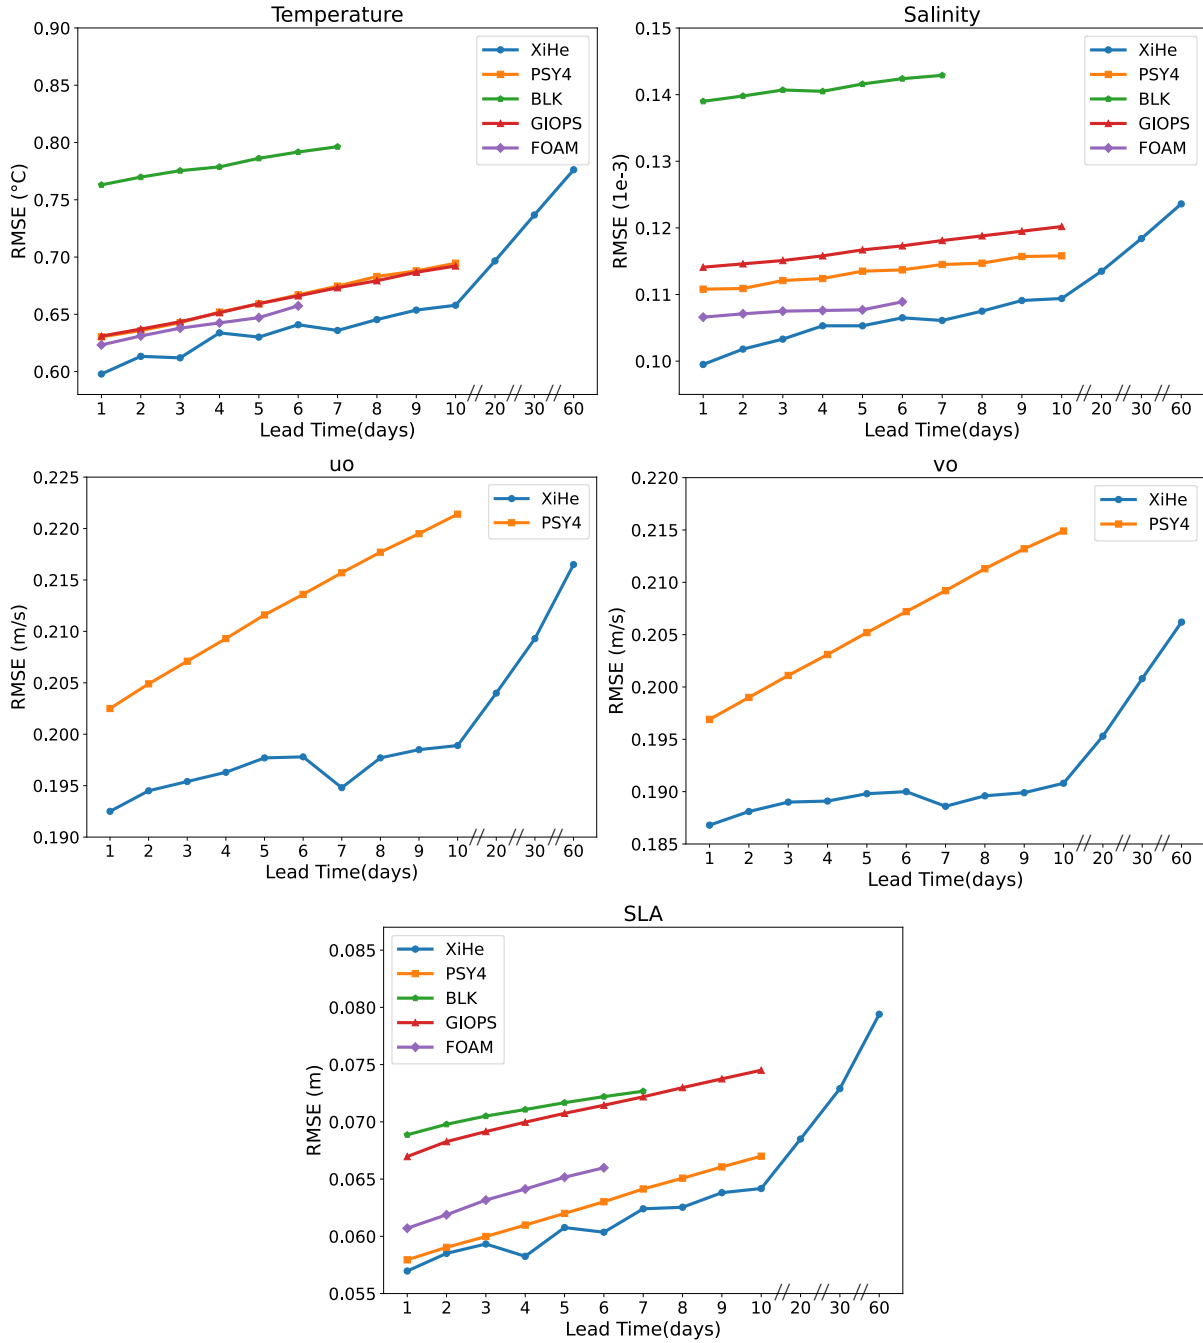 Temperature
0.90
0.85
0.80
0.75
0.70
0.65
0.60
RMSE (°C)
XiHe
PSY4
BLK
GIOPS
FOAM
1 2 3 4 5 6 7 8 9 10 20 30 60
Lead Time(days)
Salinity
0.15
0.14
0.13
0.12
0.11
0.10
RMSE (1e-3)
XiHe
PSY4
BLK
GIOPS
FOAM
1 2 3 4 5 6 7 8 9 10 20 30 60
Lead Time(days)
uo
0.225
0.220
0.215
0.210
0.205
0.200
0.195
0.190
RMSE (m/s)
XiHe
PSY4
1 2 3 4 5 6 7 8 9 10 20 30 60
Lead Time(days)
vo
0.220
0.215
0.210
0.205
0.200
0.195
0.190
0.185
RMSE (m/s)
XiHe
PSY4
1 2 3 4 5 6 7 8 9 10 20 30 60
Lead Time(days)
SLA
0.085
0.080
0.075
0.070
0.065
0.060
0.055
RMSE (m)
XiHe
PSY4
BLK
GIOPS
FOAM
1 2 3 4 5 6 7 8 9 10 20 30 60
Lead Time(days)